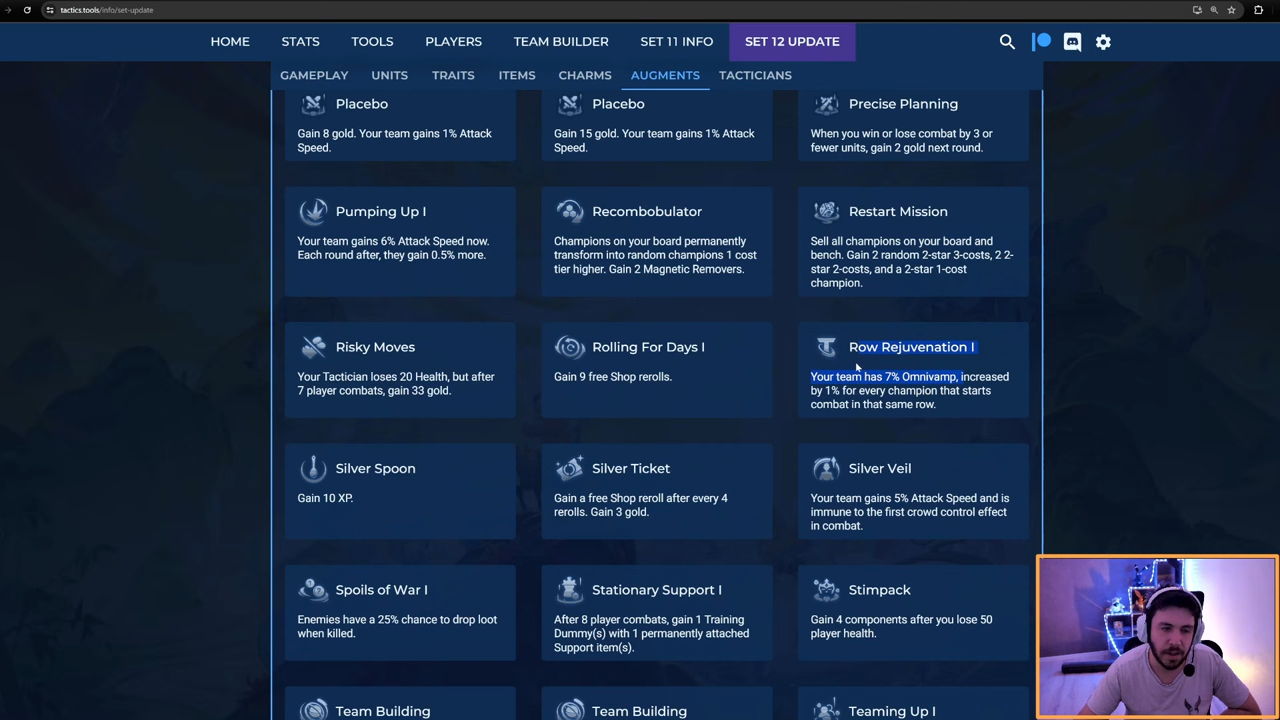 tactics.tools/info/set-update
HOME STATS TOOLS PLAYERS TEAM BUILDER SET 11 INFO SET 12 UPDATE
GAMEPLAY UNITS TRAITS ITEMS CHARMS AUGMENTS TACTICIANS
Placebo
Gain 8 gold. Your team gains 1% Attack
Speed.
Placebo
Gain 15 gold. Your team gains 1% Attack
Speed.
Precise Planning
When you win or lose combat by 3 or
fewer units, gain 2 gold next round.
Pumping Up I
Your team gains 6% Attack Speed now.
Each round after, they gain 0.5% more.
Recombobulator
Champions on your board permanently
transform into random champions 1 cost
tier higher. Gain 2 Magnetic Removers.
Restart Mission
Sell all champions on your board and
bench. Gain 2 random 2-star 3-costs, 2 2-
star 2-costs, and a 2-star 1-cost
champion.
Risky Moves
Your Tactician loses 20 Health, but after
7 player combats, gain 33 gold.
Rolling For Days I
Gain 9 free Shop rerolls.
Row Rejuvenation I
Your team has 7% Omnivamp, increased
by 1% for every champion that starts
combat in that same row.
Silver Spoon
Gain 10 XP.
Silver Ticket
Gain a free Shop reroll after every 4
rerolls. Gain 3 gold.
Silver Veil
Your team gains 5% Attack Speed and is
immune to the first crowd control effect
in combat.
Spoils of War I
Enemies have a 25% chance to drop loot
when killed.
Stationary Support I
After 8 player combats, gain 1 Training
Dummy(s) with 1 permanently attached
Support item(s).
Stimpack
Gain 4 components after you lose 50
player health.
Team Building
Team Building
Teaming Up I